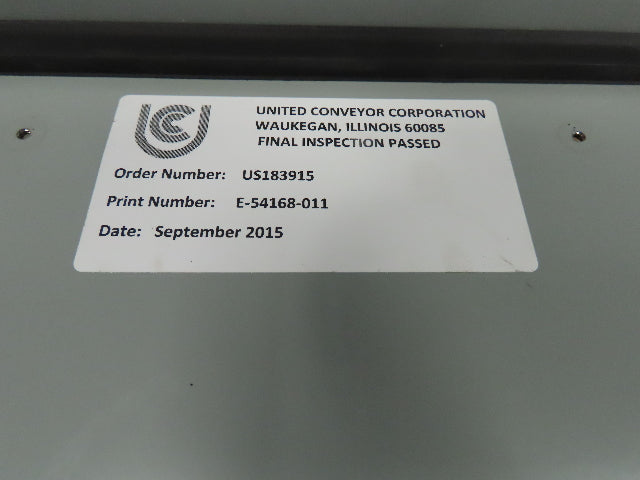 UCC
UNITED CONVEYOR CORPORATION
WAUKEGAN, ILLINOIS 60085
FINAL INSPECTION PASSED
Order Number: US183915
Print Number: E-54168-011
Date: September 2015